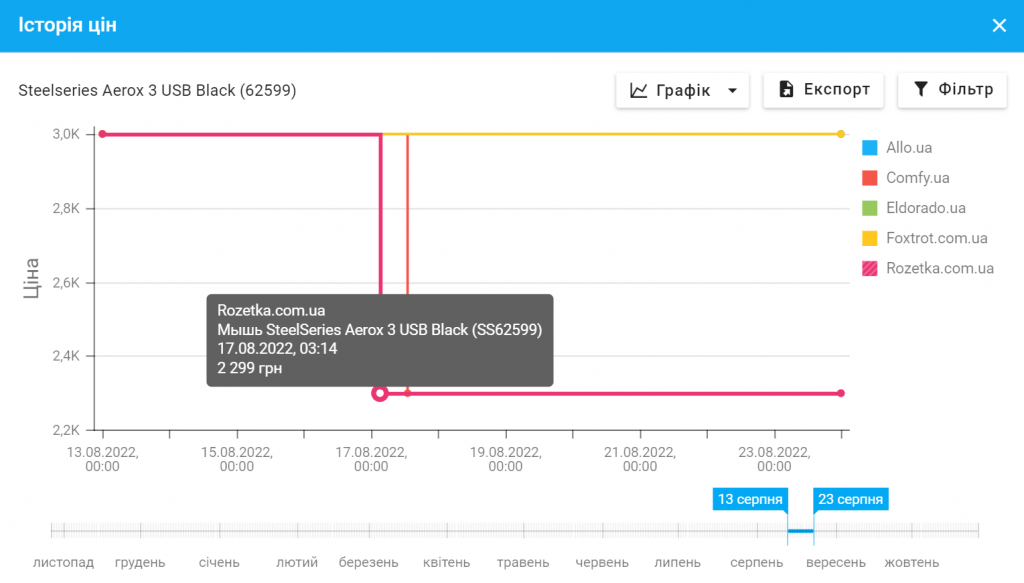 Історія цін
Steelseries Aerox 3 USB Black (62599)
Графік
Експорт
Фільтр
3,0K
2,8K
2,6K
2,4K
2,2K
Ціна
Rozetka.com.ua
Мышь SteelSeries Aerox 3 USB Black (SS62599)
17.08.2022, 03:14
2 299 грн
Allo.ua
Comfy.ua
Eldorado.ua
Foxtrot.com.ua
Rozetka.com.ua
13.08.2022,
00:00
15.08.2022,
00:00
17.08.2022,
00:00
19.08.2022,
00:00
21.08.2022,
00:00
23.08.2022,
00:00
13 серпня
23 серпня
листопад грудень січень лютий березень квітень травень червень липень серпень вересень жовтень